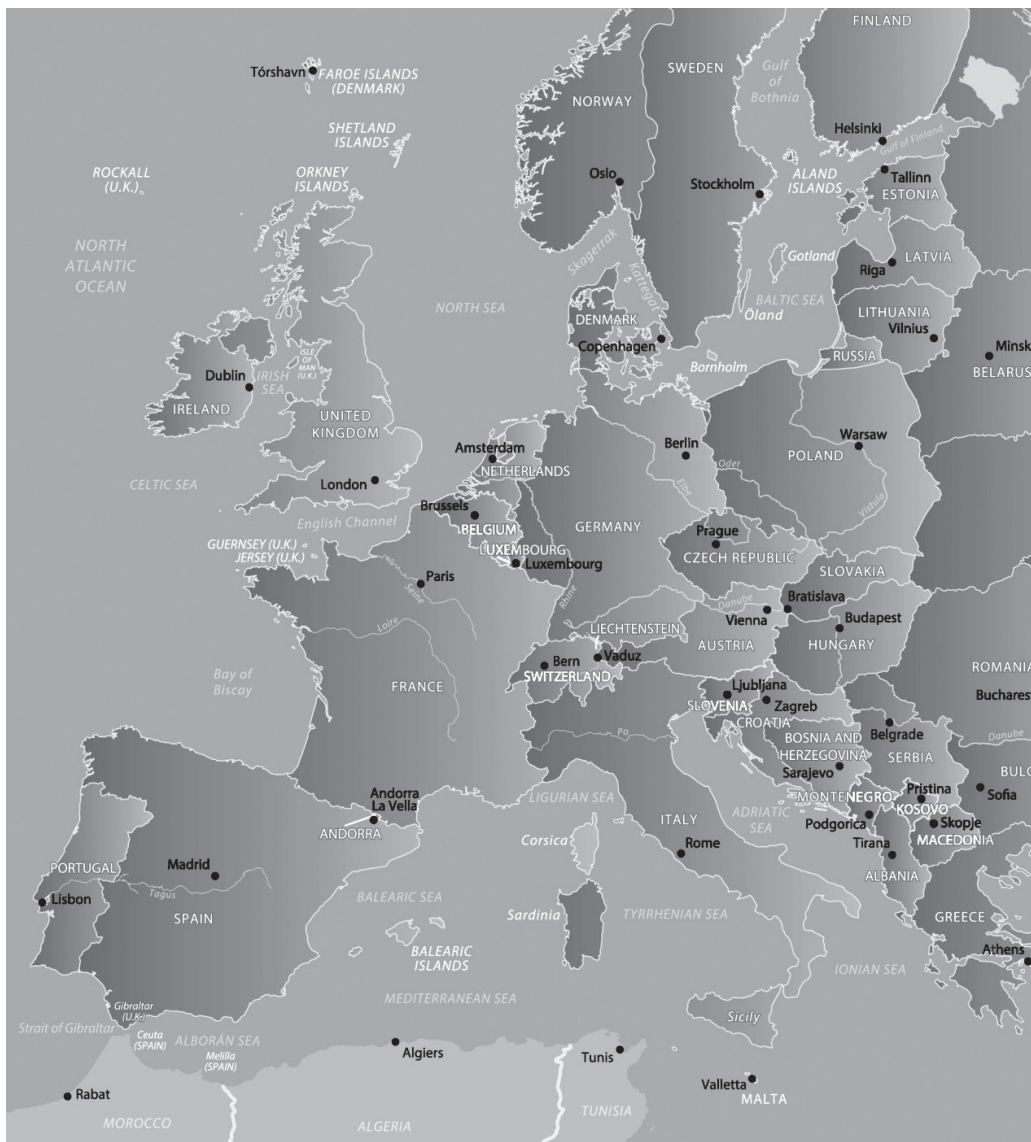 FINLAND
Tórshavn
FAROE ISLANDS
(DENMARK)
SWEDEN
Gulf
of
Bothnia
NORWAY
SHETLAND
ISLANDS
Helsinki
Gulf of Finland
ROCKALL
(U.K.)
ORKNEY
ISLANDS
Oslo
Stockholm
ALAND
ISLANDS
Tallinn
ESTONIA
NORTH
ATLANTIC
OCEAN
Skagerrak
Kattegat
Gotland
Riga
LATVIA
NORTH SEA
BALTIC SEA
Öland
DENMARK
Copenhagen
LITHUANIA
Vilnius
Minsk
RUSSIA
BELARUS
Bornholm
ISLE
OF
MAN
(U.K.)
Dublin
IRISH
SEA
IRELAND
UNITED
KINGDOM
Amsterdam
NETHERLANDS
Berlin
Warsaw
POLAND
Oder
Elbe
Vistula
CELTIC SEA
London
Brussels
BELGIUM
English Channel
GERMANY
Prague
CZECH REPUBLIC
GUERNSEY (U.K.)
JERSEY (U.K.)
LUXEMBOURG
Luxembourg
SLOVAKIA
Paris
Seine
Rhine
Danube
Bratislava
Vienna
Budapest
Loire
LIECHTENSTEIN
AUSTRIA
HUNGARY
Bern
Vaduz
SWITZERLAND
ROMANIA
Bay of
Biscay
FRANCE
Ljubljana
SLOVENIA
Zagreb
CROATIA
Buchares
Po
BOSNIA AND
HERZEGOVINA
Sarajevo
Belgrade
SERBIA
Danube
BULG
Andorra
La Vella
ANDORRA
LIGURIAN SEA
MONTENEGRO
Pristina
KOSOVO
Sofia
Corsica
ITALY
ADRIATIC
SEA
Podgorica
Skopje
MACEDONIA
Rome
Tirana
ALBANIA
PORTUGAL
Madrid
Tagus
Lisbon
SPAIN
BALEARIC SEA
Sardinia
TYRRHENIAN SEA
GREECE
BALEARIC
ISLANDS
Athens
IONIAN SEA
MEDITERRANEAN SEA
Gibraltar
(U.K.)
Strait of Gibraltar
Ceuta
(SPAIN)
ALBORÁN SEA
Melilla
(SPAIN)
Sicily
Algiers
Tunis
Valletta
MALTA
Rabat
MOROCCO
ALGERIA
TUNISIA